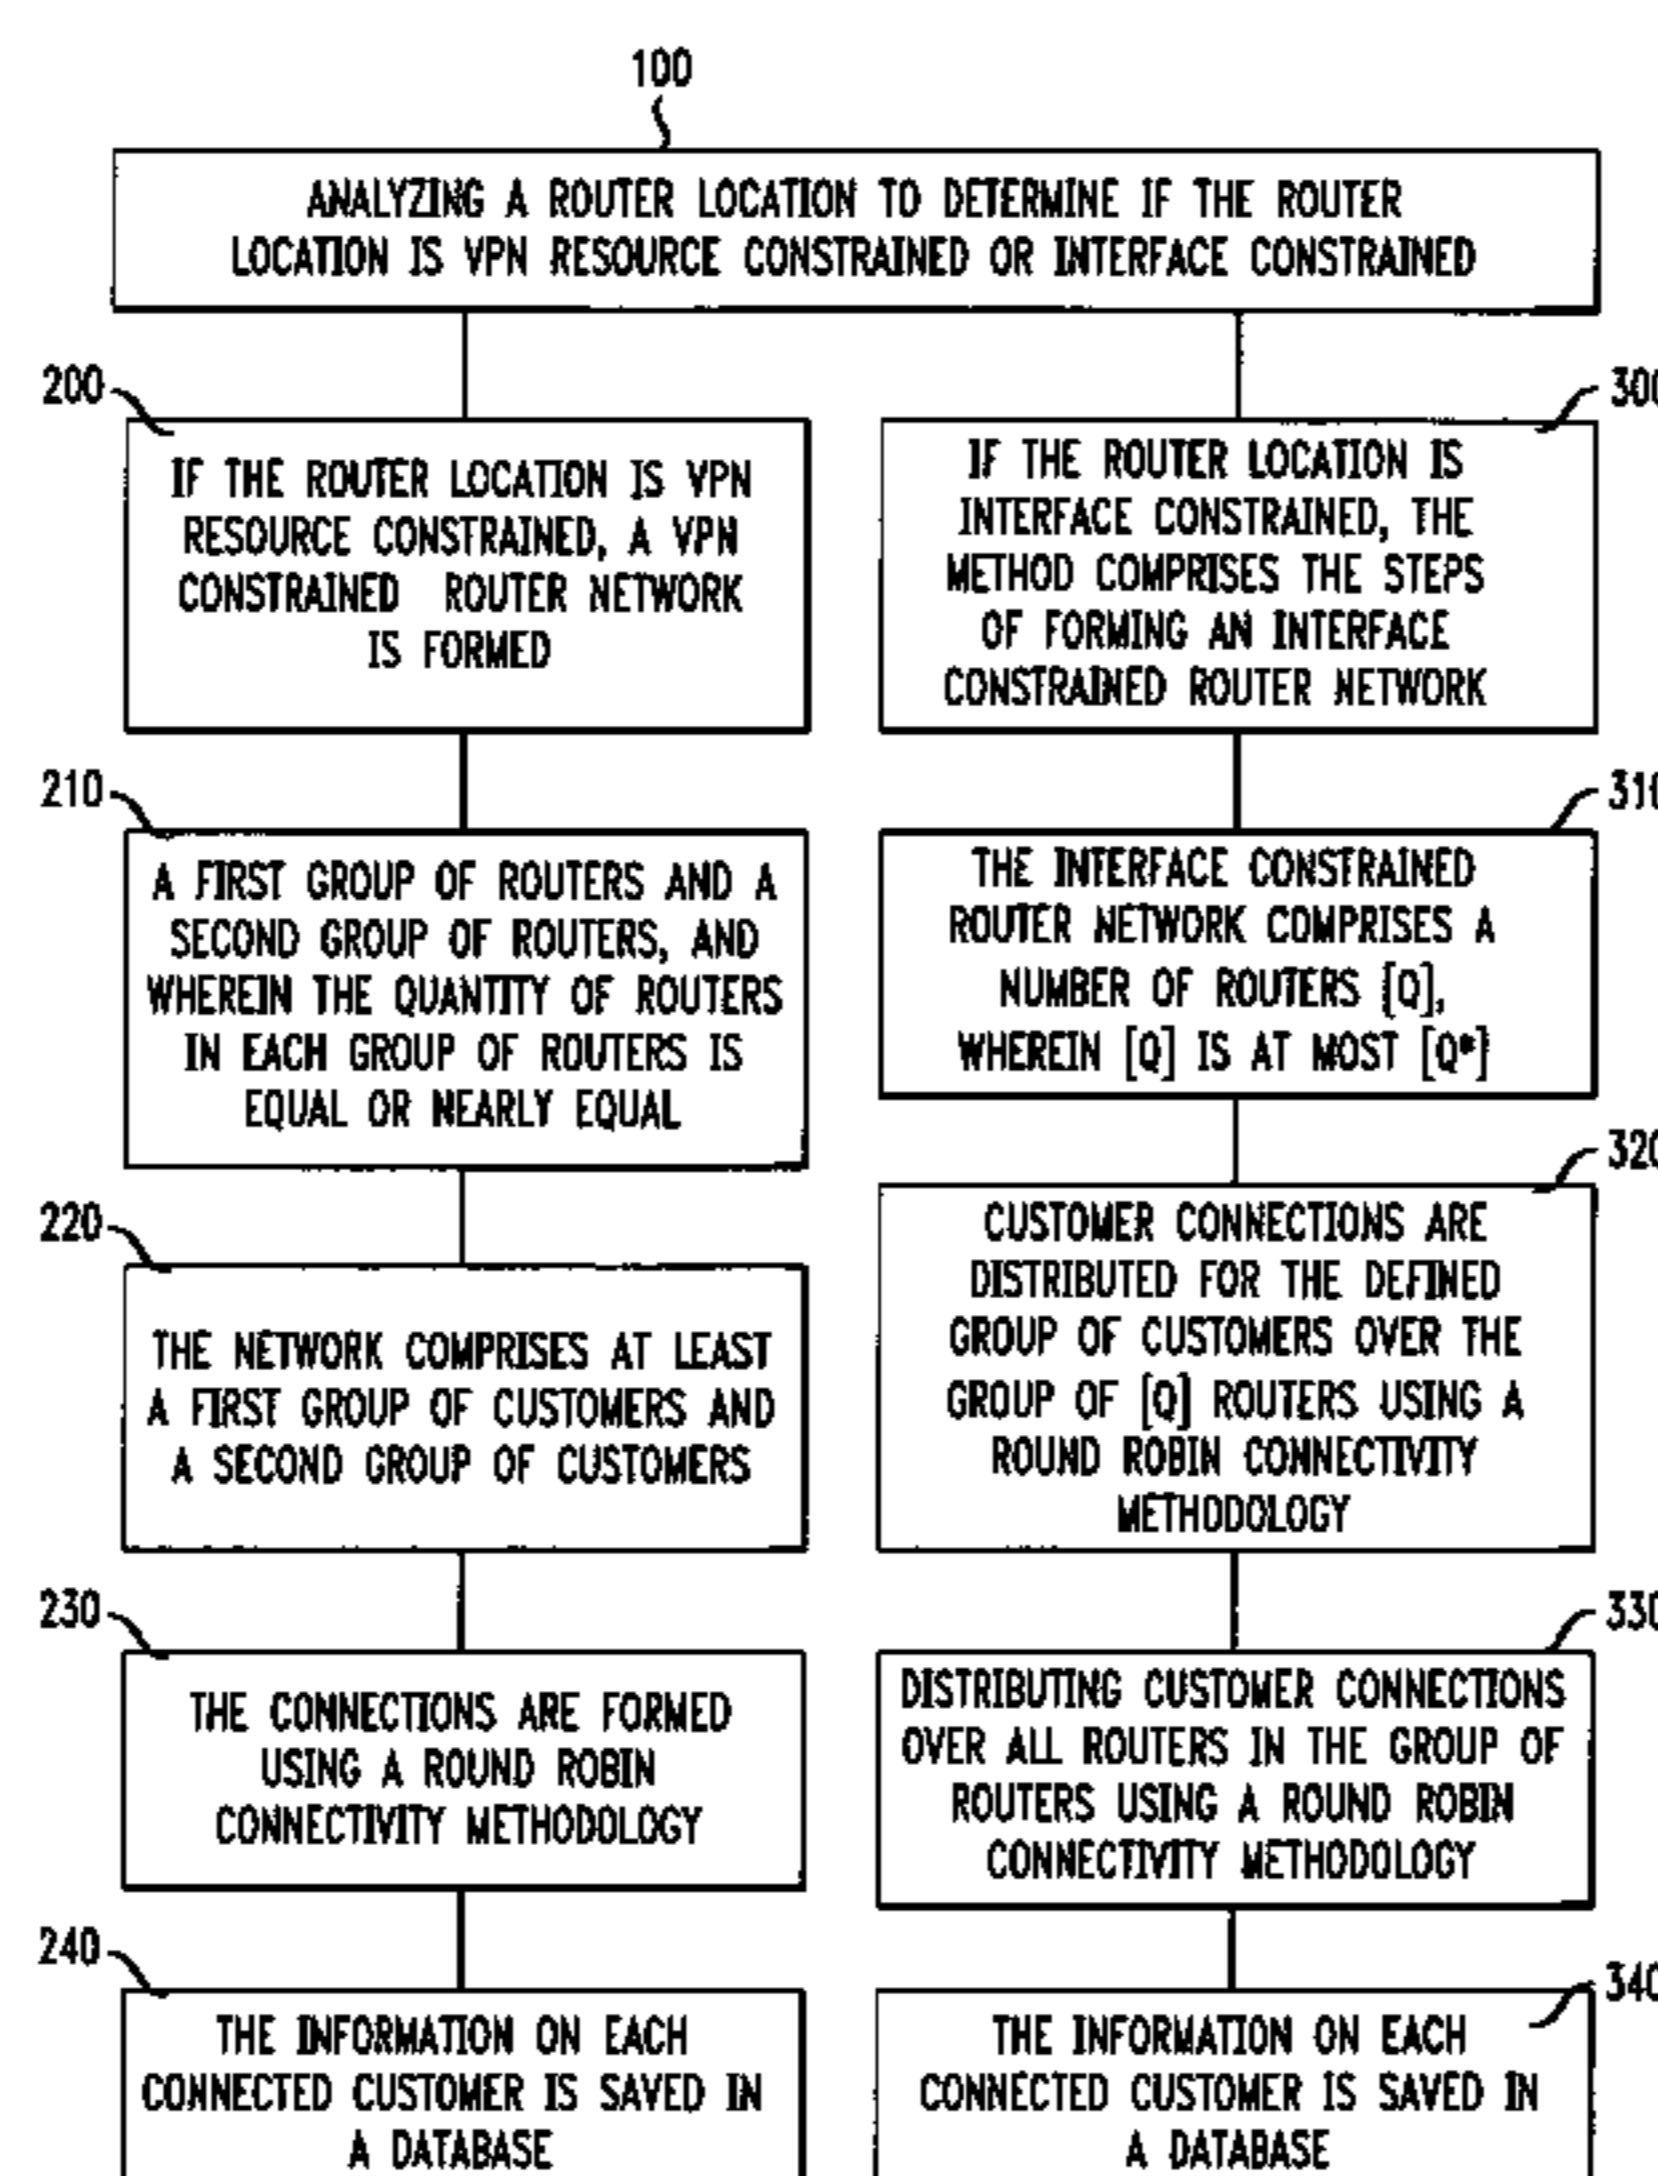 100
ANALYZING A ROUTER LOCATION TO DETERMINE IF THE ROUTER
LOCATION IS VPN RESOURCE CONSTRAINED OR INTERFACE CONSTRAINED
200
IF THE ROUTER LOCATION IS VPN
RESOURCE CONSTRAINED, A VPN
CONSTRAINED ROUTER NETWORK
IS FORMED
300
IF THE ROUTER LOCATION IS
INTERFACE CONSTRAINED, THE
METHOD COMPRISES THE STEPS
OF FORMING AN INTERFACE
CONSTRAINED ROUTER NETWORK
210
A FIRST GROUP OF ROUTERS AND A
SECOND GROUP OF ROUTERS, AND
WHEREIN THE QUANTITY OF ROUTERS
IN EACH GROUP OF ROUTERS IS
EQUAL OR NEARLY EQUAL
310
THE INTERFACE CONSTRAINED
ROUTER NETWORK COMPRISES A
NUMBER OF ROUTERS [Q],
WHEREIN [Q] IS AT MOST [Q*]
220
THE NETWORK COMPRISES AT LEAST
A FIRST GROUP OF CUSTOMERS AND
A SECOND GROUP OF CUSTOMERS
320
CUSTOMER CONNECTIONS ARE
DISTRIBUTED FOR THE DEFINED
GROUP OF CUSTOMERS OVER THE
GROUP OF [Q] ROUTERS USING A
ROUND ROBIN CONNECTIVITY
METHODOLOGY
230
THE CONNECTIONS ARE FORMED
USING A ROUND ROBIN
CONNECTIVITY METHODOLOGY
330
DISTRIBUTING CUSTOMER CONNECTIONS
OVER ALL ROUTERS IN THE GROUP OF
ROUTERS USING A ROUND ROBIN
CONNECTIVITY METHODOLOGY
240
THE INFORMATION ON EACH
CONNECTED CUSTOMER IS SAVED IN
A DATABASE
340
THE INFORMATION ON EACH
CONNECTED CUSTOMER IS SAVED IN
A DATABASE